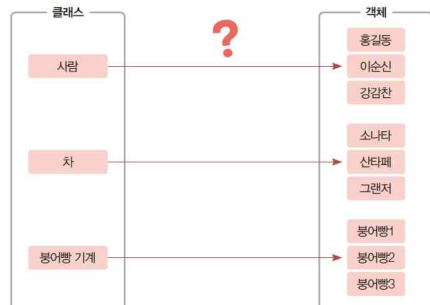 클래스
객체
?
홍길동
사람
이순신
강감찬
소나타
차
산타페
그랜저
붕어빵1
붕어빵 기계
붕어빵2
붕어빵3